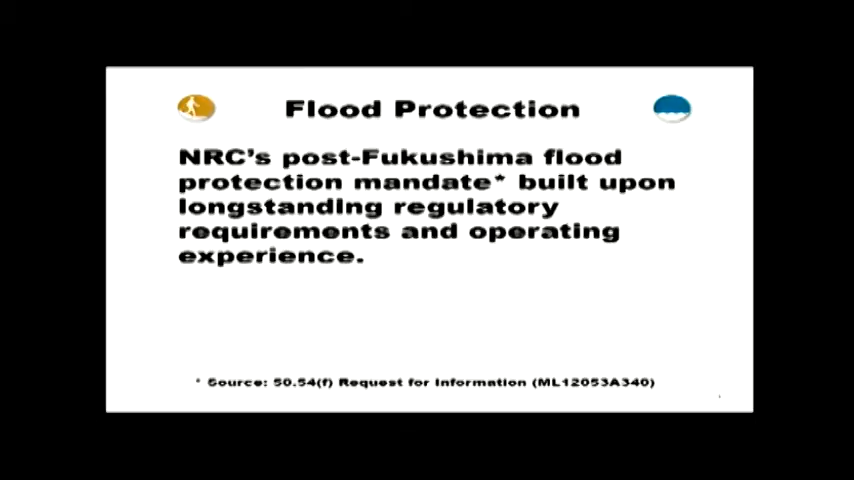 Flood Protection
NRC's post-Fukushima flood
protection mandate* built upon
longstanding regulatory
requirements and operating
experience.
* Source: 50.54(f) Request for Information (ML12053A340)